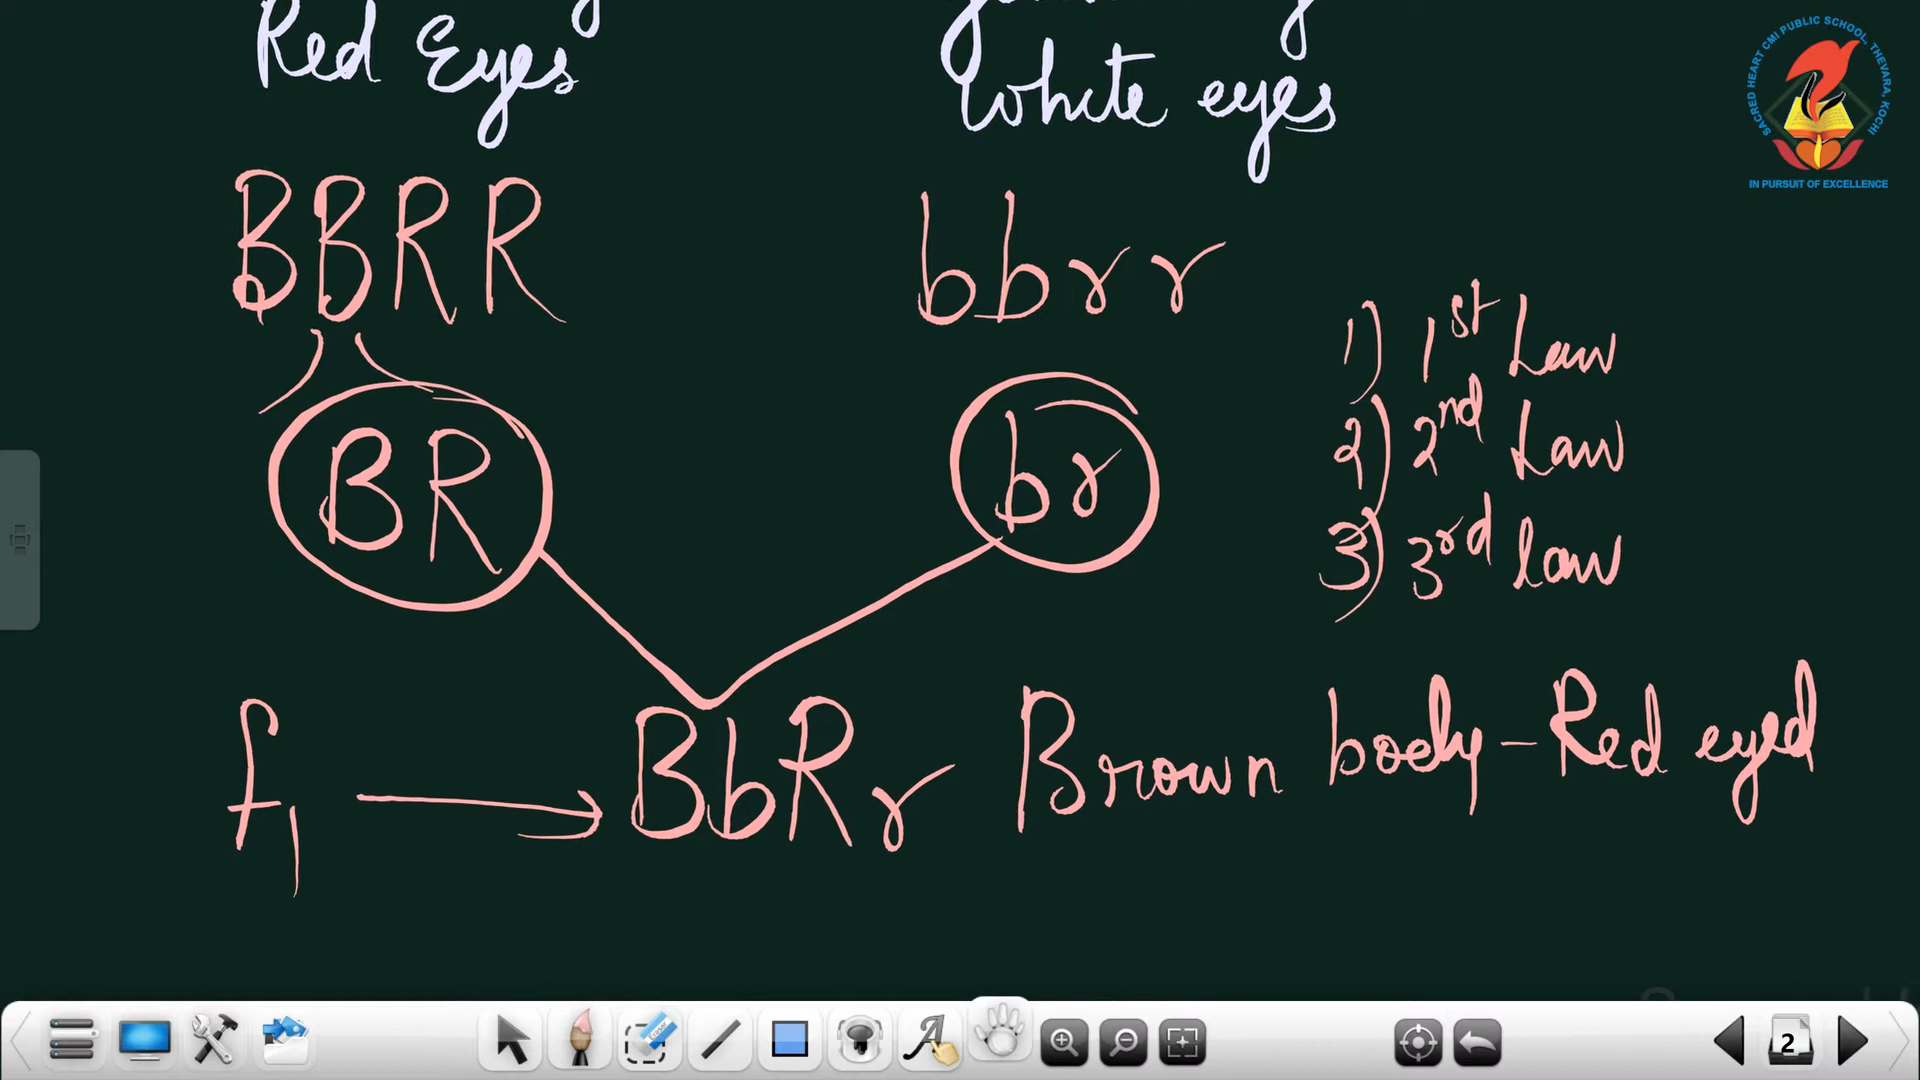 Red Eyes
White eyes
BBRR
bbrr
1) 1st Law
2) 2nd Law
3) 3rd law
BR
br
f1 → BbRr Brown body - Red eyed
SACRED HEART CMI PUBLIC SCHOOL, THEVARA, KOCHI
IN PURSUIT OF EXCELLENCE
Eraser
A
2